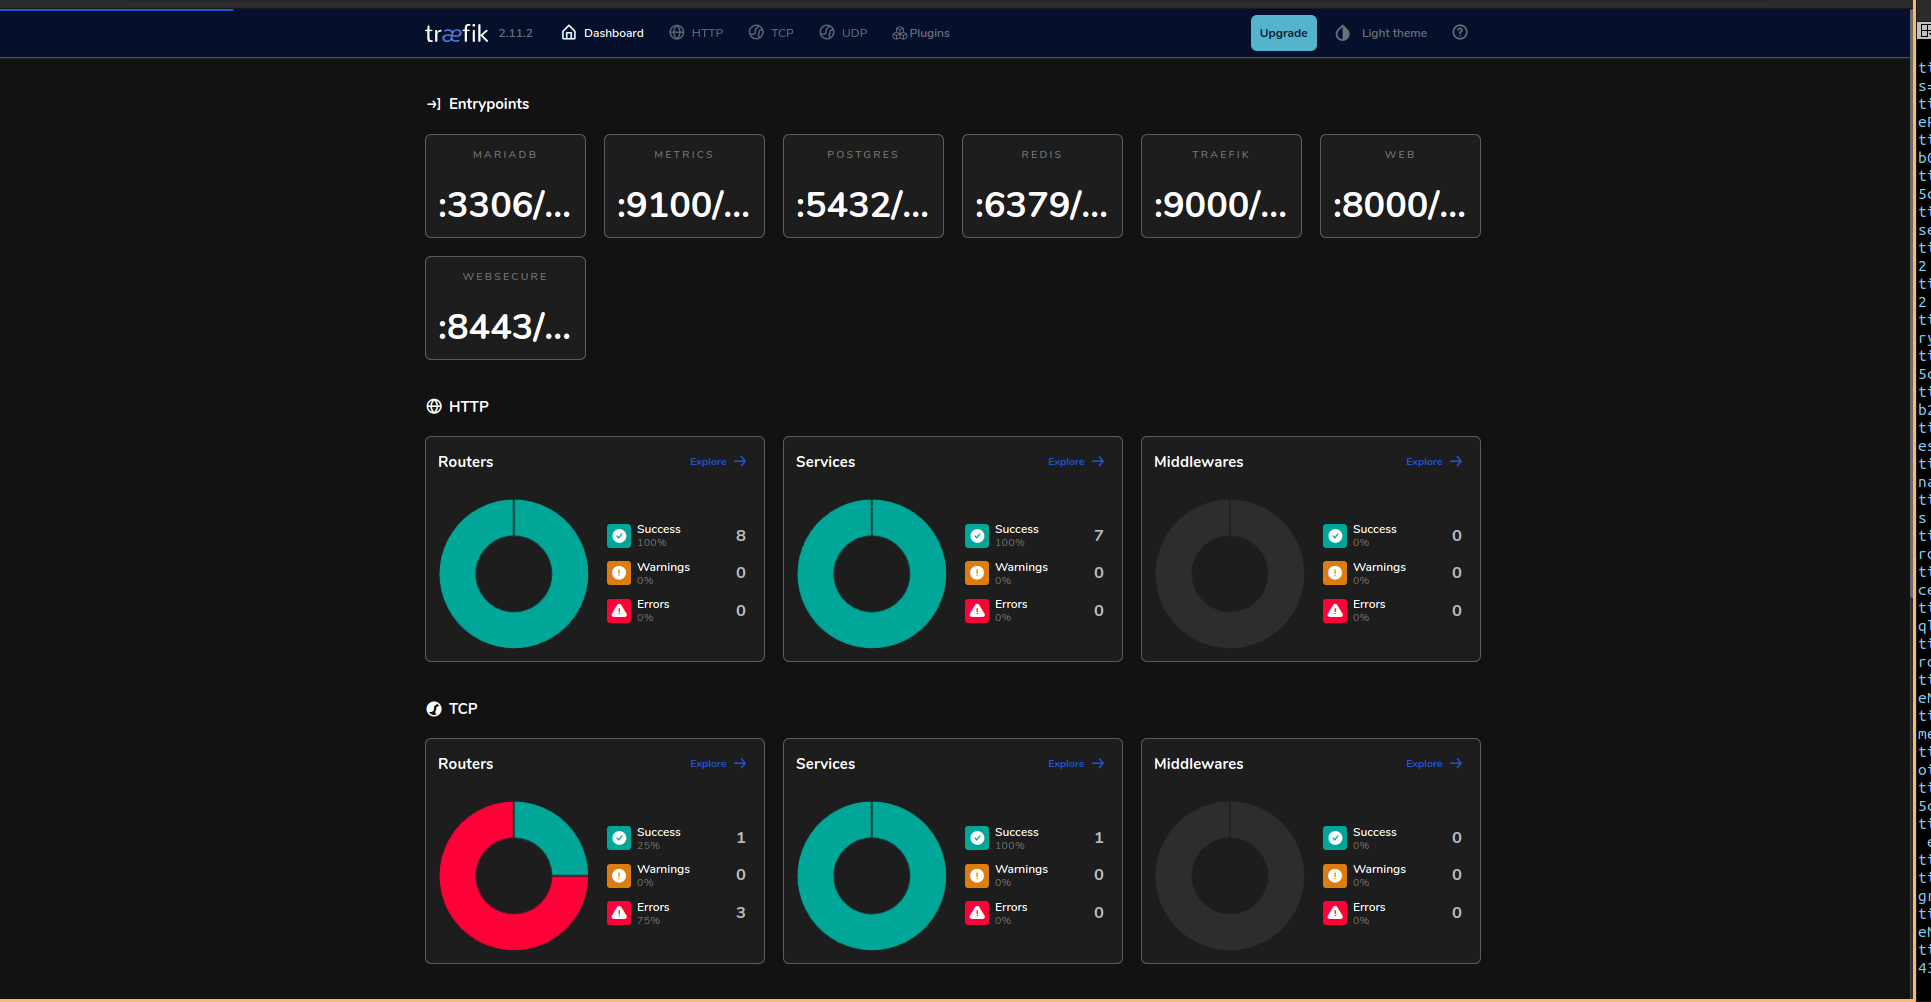 træfik 2.11.2 Dashboard HTTP TCP UDP Plugins Upgrade Light theme
Entrypoints
MARIADB METRICS POSTGRES REDIS TRAEFIK WEB
:3306/... :9100/... :5432/... :6379/... :9000/... :8000/...
WEBSECURE
:8443/...
HTTP
Routers Explore
Success 8
100%
Warnings 0
0%
Errors 0
0%
Services Explore
Success 7
100%
Warnings 0
0%
Errors 0
0%
Middlewares Explore
Success 0
0%
Warnings 0
0%
Errors 0
0%
TCP
Routers Explore
Success 1
25%
Warnings 0
0%
Errors 3
75%
Services Explore
Success 1
100%
Warnings 0
0%
Errors 0
0%
Middlewares Explore
Success 0
0%
Warnings 0
0%
Errors 0
0%